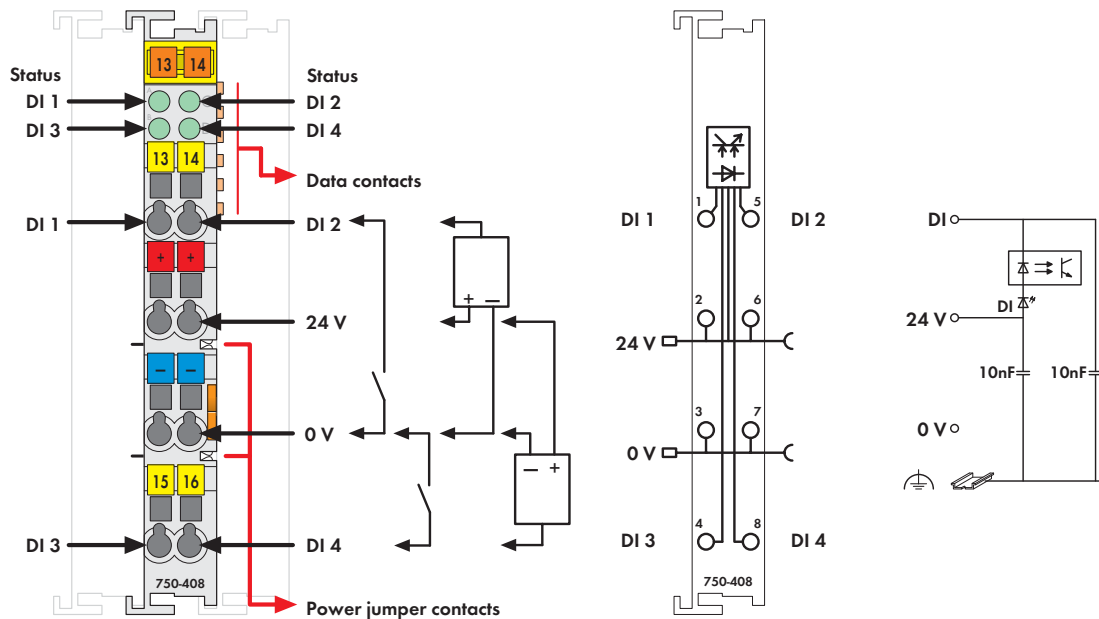 13 14
Status
Status
DI 1
DI 2
DI 3
DI 4
13 14
Data contacts
DI 1
DI 2
+ +
24 V
− −
0 V
15 16
DI 3
DI 4
750-408
Power jumper contacts
+ −
− +
1 5
DI 1
DI 2
2 6
24 V
3 7
0 V
4 8
DI 3
DI 4
750-408
DI
DI
24 V
10nF
10nF
0 V